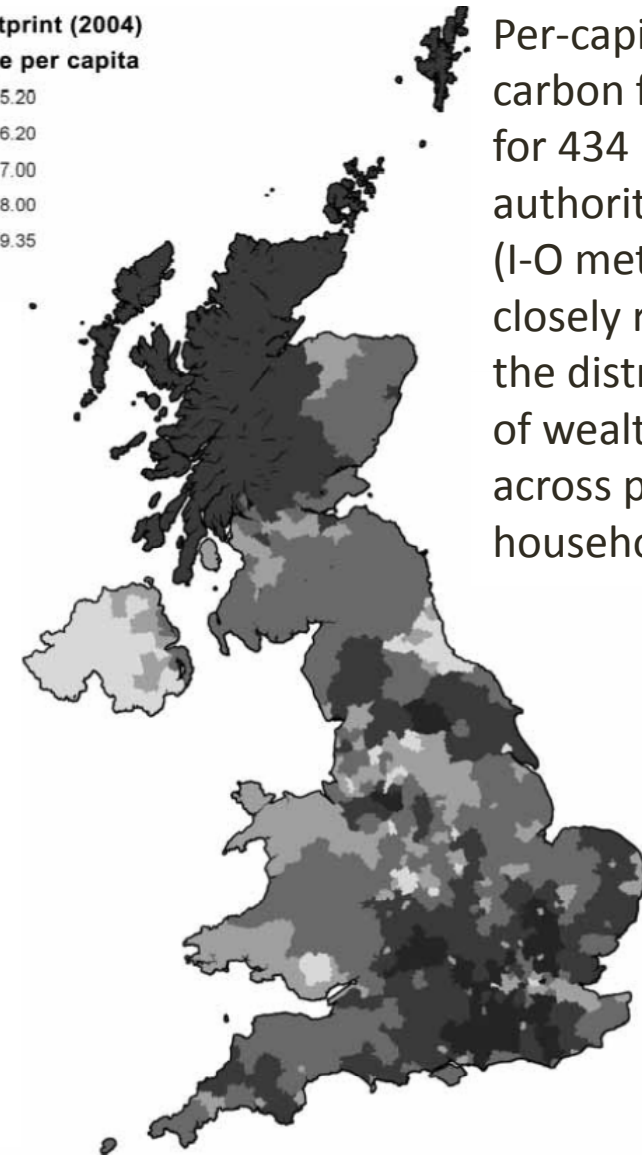 tprint (2004)
e per capita
5.20
6.20
7.00
8.00
9.35
Per-capi
carbon f
for 434
authorit
(I-O met
closely r
the distr
of wealt
across p
househo